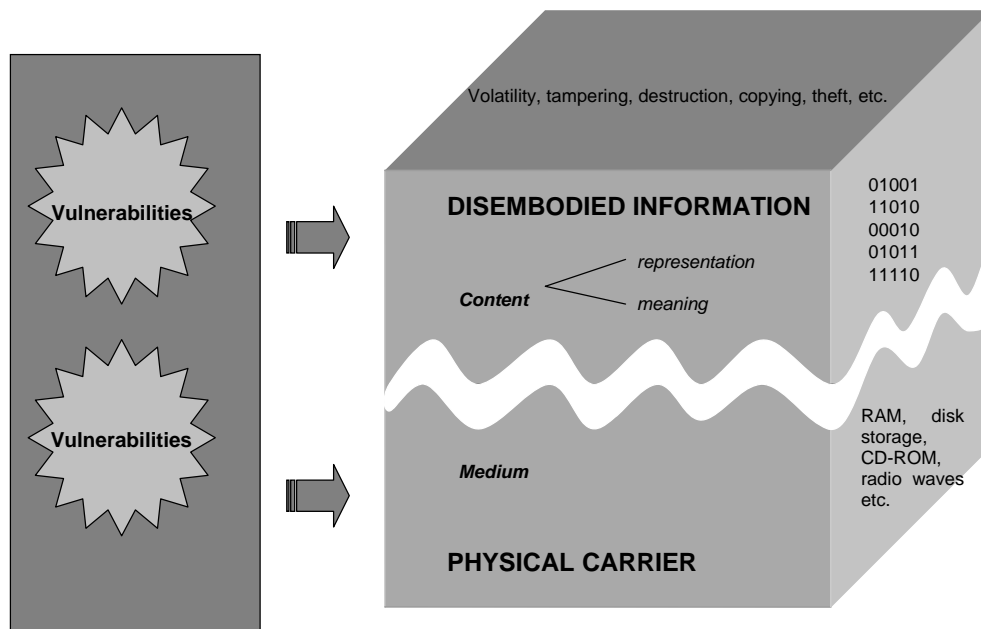 Volatility, tampering, destruction, copying, theft, etc.
Vulnerabilities
DISEMBODIED INFORMATION
representation
Content
meaning
01001
11010
00010
01011
11110
Vulnerabilities
Medium
PHYSICAL CARRIER
RAM, disk
storage,
CD-ROM,
radio waves
etc.